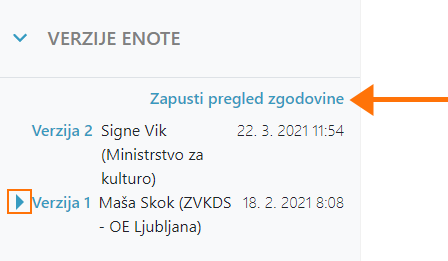 VERZIJE ENOTE
Zapusti pregled zgodovine
Verzija 2 Signe Vik 22. 3. 2021 11:54
(Ministrstvo za
kulturo)
Verzija 1 Maša Skok (ZVKDS 18. 2. 2021 8:08
- OE Ljubljana)